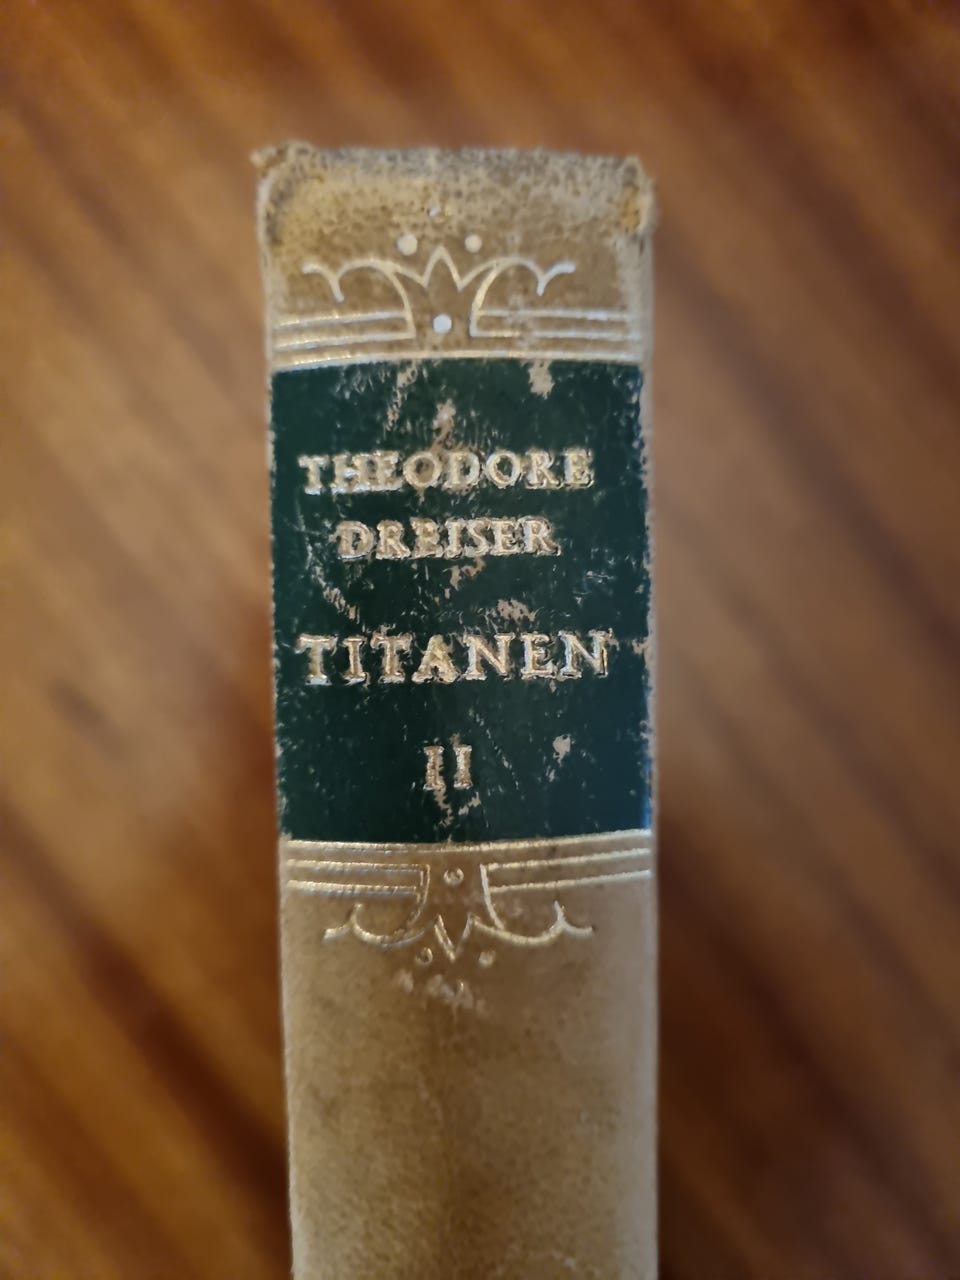 THEODORE
DREISER
TITANEN
II